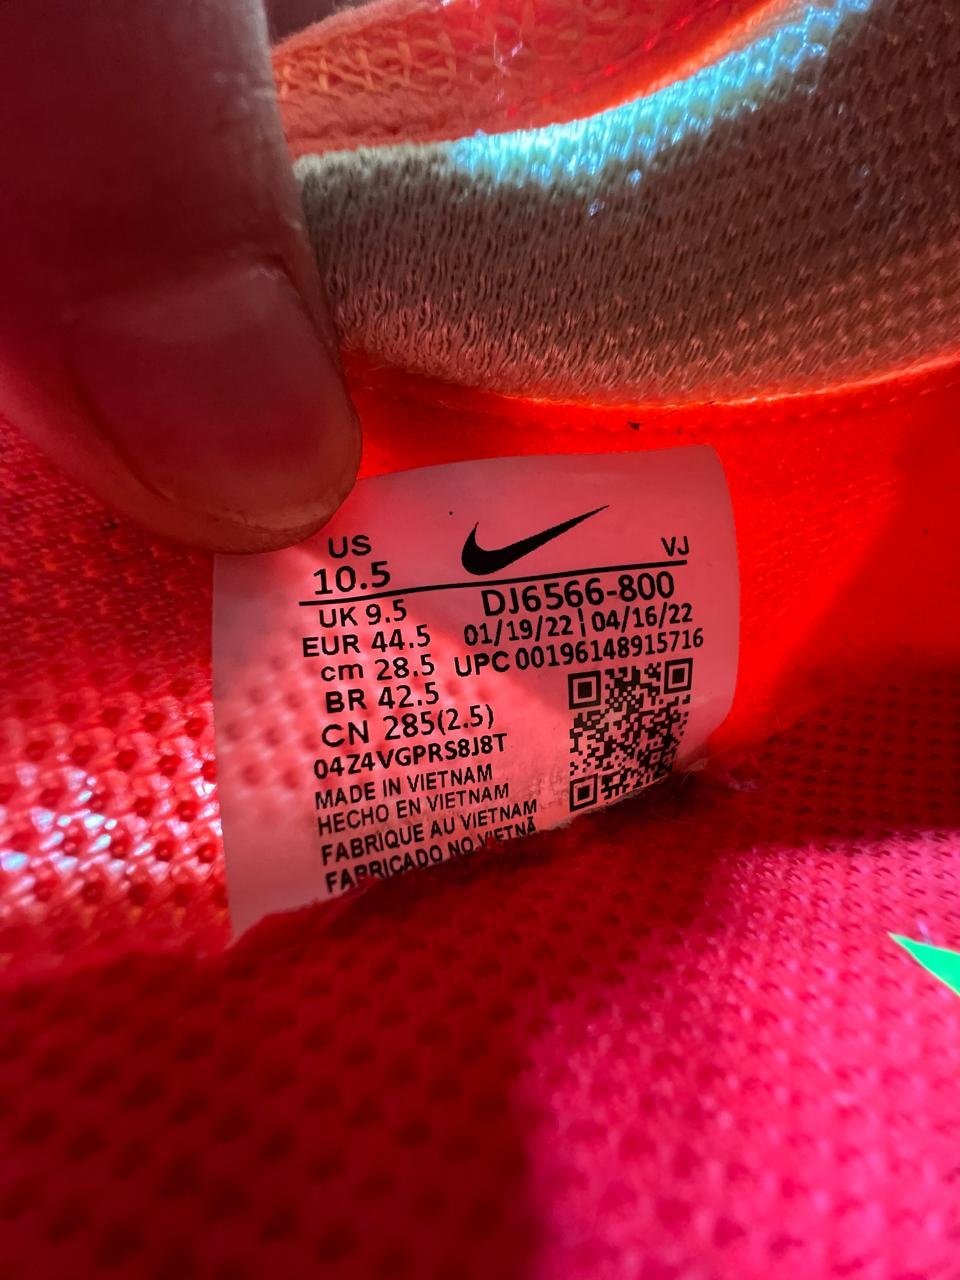 US
10.5
VJ
UK 9.5
EUR 44.5
cm 28.5
BR 42.5
CN 285(2.5)
04Z4VGPRS8J8T
DJ6566-800
01/19/22 | 04/16/22
UPC 00196148915716
MADE IN VIETNAM
HECHO EN VIETNAM
FABRIQUE AU VIETNAM
FABRICADO NO VIETNÃ